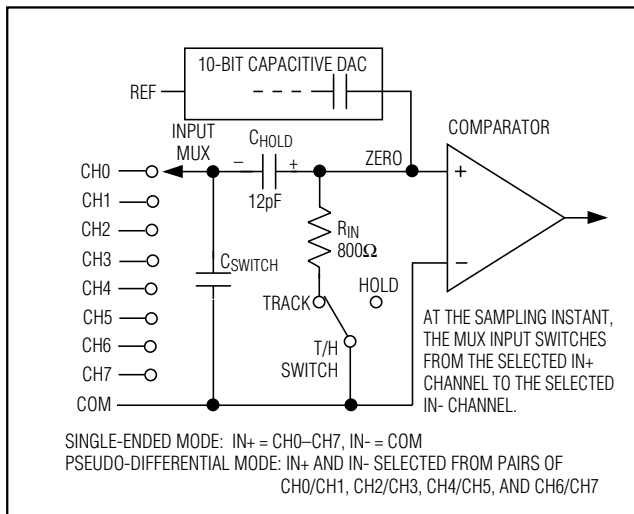 10-BIT CAPACITIVE DAC
REF
INPUT
MUX
C HOLD
– +
12pF
ZERO
COMPARATOR
+
–
CH0
CH1
CH2
CH3
CH4
CH5
CH6
CH7
COM
C SWITCH
R IN
800Ω
TRACK
HOLD
T/H
SWITCH
AT THE SAMPLING INSTANT,
THE MUX INPUT SWITCHES
FROM THE SELECTED IN+
CHANNEL TO THE SELECTED
IN- CHANNEL.
SINGLE-ENDED MODE: IN+ = CH0–CH7, IN- = COM
PSEUDO-DIFFERENTIAL MODE: IN+ AND IN- SELECTED FROM PAIRS OF
CH0/CH1, CH2/CH3, CH4/CH5, AND CH6/CH7